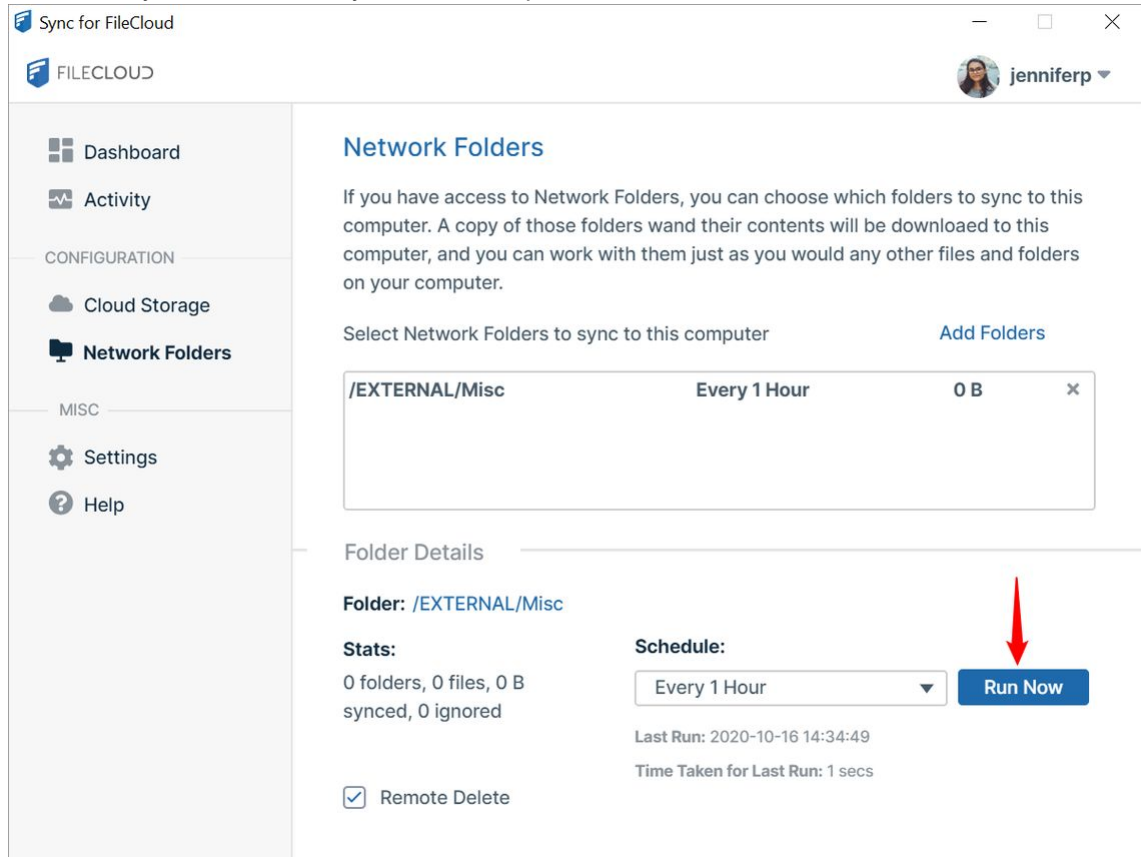 Sync for FileCloud
FILECLOUD
jenniferp
Dashboard
Activity
CONFIGURATION
Cloud Storage
Network Folders
MISC
Settings
Help
Network Folders
If you have access to Network Folders, you can choose which folders to sync to this
computer. A copy of those folders wand their contents will be downloaed to this
computer, and you can work with them just as you would any other files and folders
on your computer.
Select Network Folders to sync to this computer
Add Folders
/EXTERNAL/Misc Every 1 Hour 0 B ×
Folder Details
Folder: /EXTERNAL/Misc
Stats:
0 folders, 0 files, 0 B
synced, 0 ignored
Schedule:
Every 1 Hour
Run Now
Last Run: 2020-10-16 14:34:49
Time Taken for Last Run: 1 secs
Remote Delete